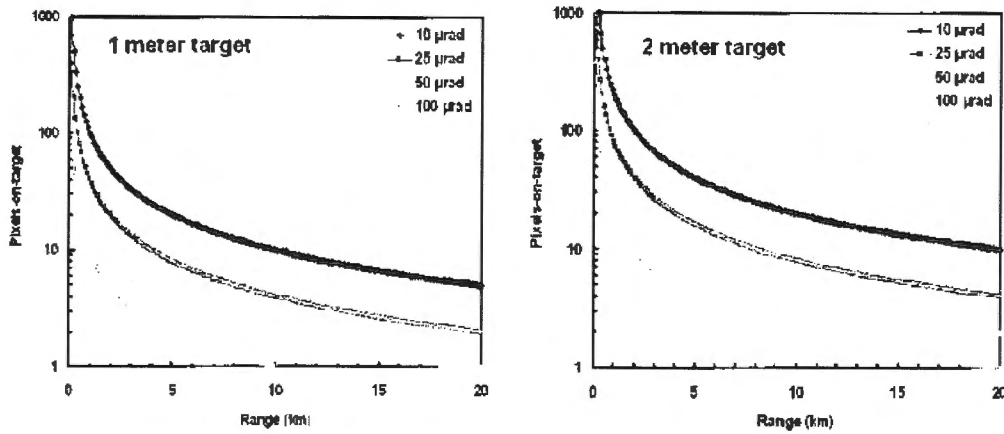 1 meter target
10 µrad
25 µrad
50 µrad
100 µrad
1000
100
10
1
Pixels-on-target
0
5
10
15
20
Range (km)
2 meter target
10 µrad
25 µrad
50 µrad
100 µrad
1000
100
10
1
Pixels-on-target
0
5
10
15
20
Range (km)